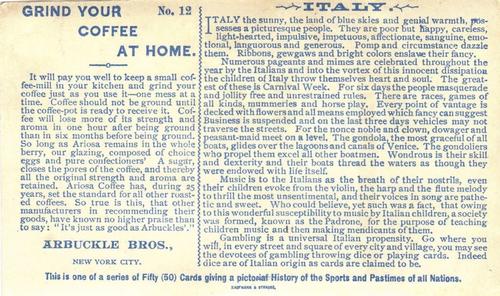 GRIND YOUR No. 12
COFFEE
AT HOME.
It will pay you well to keep a small cof-
fee-mill in your kitchen and grind your
coffee just as you use it—one mess at a
time. Coffee should not be ground until
the coffee-pot is ready to receive it. Cof-
fee will lose more of its strength and
aroma in one hour after being ground
than in six months before being ground.
So long as Ariosa remains in the whole
berry, our glazing, composed of choice
eggs and pure confectioners' A sugar,
closes the pores of the coffee, and thereby
all the original strength and aroma are
retained. Ariosa Coffee has, during 25
years, set the standard for all other roast-
ed coffees. So true is this, that other
manufacturers in recommending their
goods, have known no higher praise than
to say: "It's just as good as Arbuckles'."
ARBUCKLE BROS.,
NEW YORK CITY.
ITALY.
ITALY the sunny, the land of blue skies and genial warmth, pos-
sesses a picturesque people. They are poor but happy, careless,
light-hearted, impulsive, impetuous, affectionate, sanguine, emo-
tional, languorous and generous. Pomp and circumstance dazzle
them. Ribbons, gewgaws and bright colors enslave their fancy.
Numerous pageants and mimes are celebrated throughout the
year by the Italians and into the vortex of this innocent dissipation
the children of Italy throw themselves heart and soul. The great-
est of these is Carnival Week. For six days the people masquerade
and jollity free and unrestrained rules. There are races, games of
all kinds, mummeries and horse play. Every point of vantage is
decked with flowers and all means employed which fancy can suggest
Business is suspended and on the last three days vehicles may not
traverse the streets. For the nonce noble and clown, dowager and
peasant-maid meet on a level. The gondola, the most graceful of all
boats, glides over the lagoons and canals of Venice. The gondoliers
who propel them excel all other boatmen. Wondrous is their skill
and dexterity and their boats thread the waters as though they
were endowed with life itself.
Music is to the Italians as the breath of their nostrils, even
their children evoke from the violin, the harp and the flute melody
to thrill the most unsentimental, and their voices in song are pathe-
tic and sweet. Who could believe, yet such was a fact, that owing
to this wonderful susceptibility to music by Italian children, a society
was formed, known as the Padrone, for the purpose of teaching
children music and then making mendicants of them.
Gambling is a universal Italian propensity. Go where you
will, in every street and square of every city and village, you may see
the devotees of gambling throwing dice or playing cards. Indeed
dice are of Italian origin as cards are claimed to be.
This is one of a series of Fifty (50) Cards giving a pictorial History of the Sports and Pastimes of all Nations.
KAUFMANN & STRAUSS,